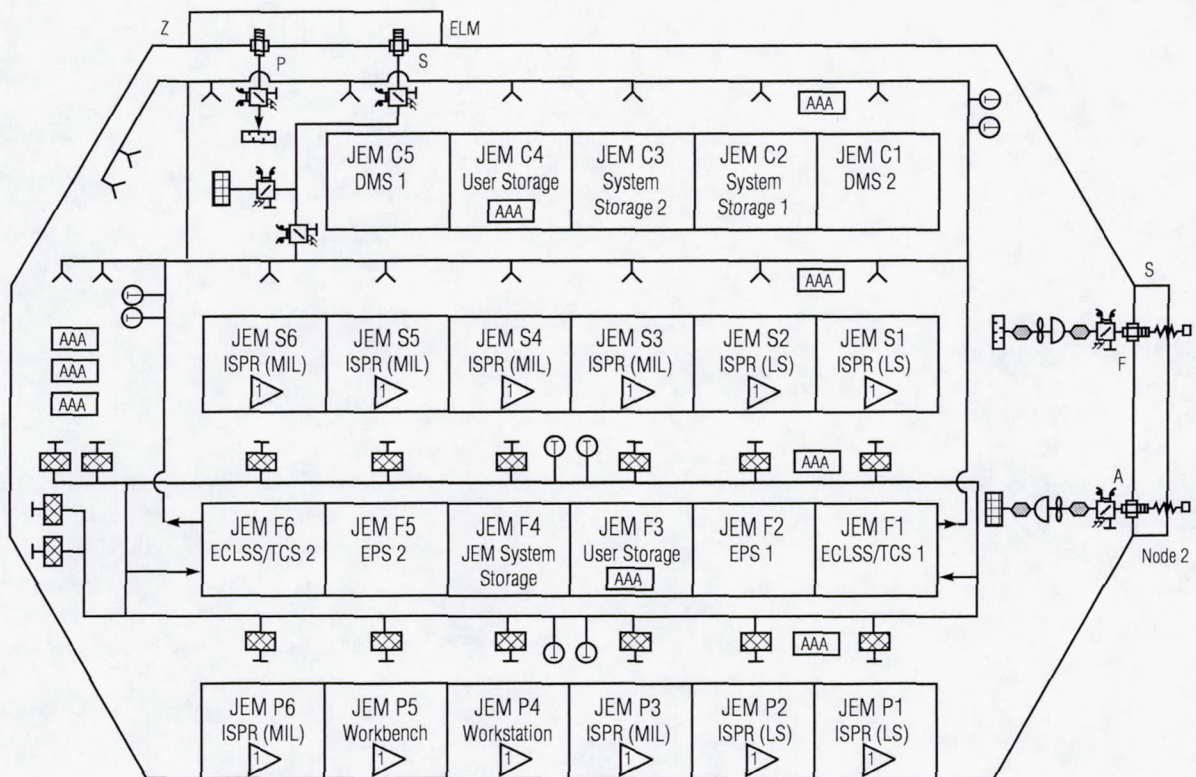 Z
ELM
P
S
AAA
JEM C5
DMS 1
JEM C4
User Storage
AAA
JEM C3
System
Storage 2
JEM C2
System
Storage 1
JEM C1
DMS 2
AAA
S
AAA
AAA
AAA
JEM S6
ISPR (MIL)
1
JEM S5
ISPR (MIL)
1
JEM S4
ISPR (MIL)
1
JEM S3
ISPR (MIL)
1
JEM S2
ISPR (LS)
1
JEM S1
ISPR (LS)
1
F
AAA
A
JEM F6
ECLSS/TCS 2
JEM F5
EPS 2
JEM F4
JEM System
Storage
JEM F3
User Storage
AAA
JEM F2
EPS 1
JEM F1
ECLSS/TCS 1
Node 2
AAA
JEM P6
ISPR (MIL)
1
JEM P5
Workbench
1
JEM P4
Workstation
1
JEM P3
ISPR (MIL)
1
JEM P2
ISPR (LS)
1
JEM P1
ISPR (LS)
1